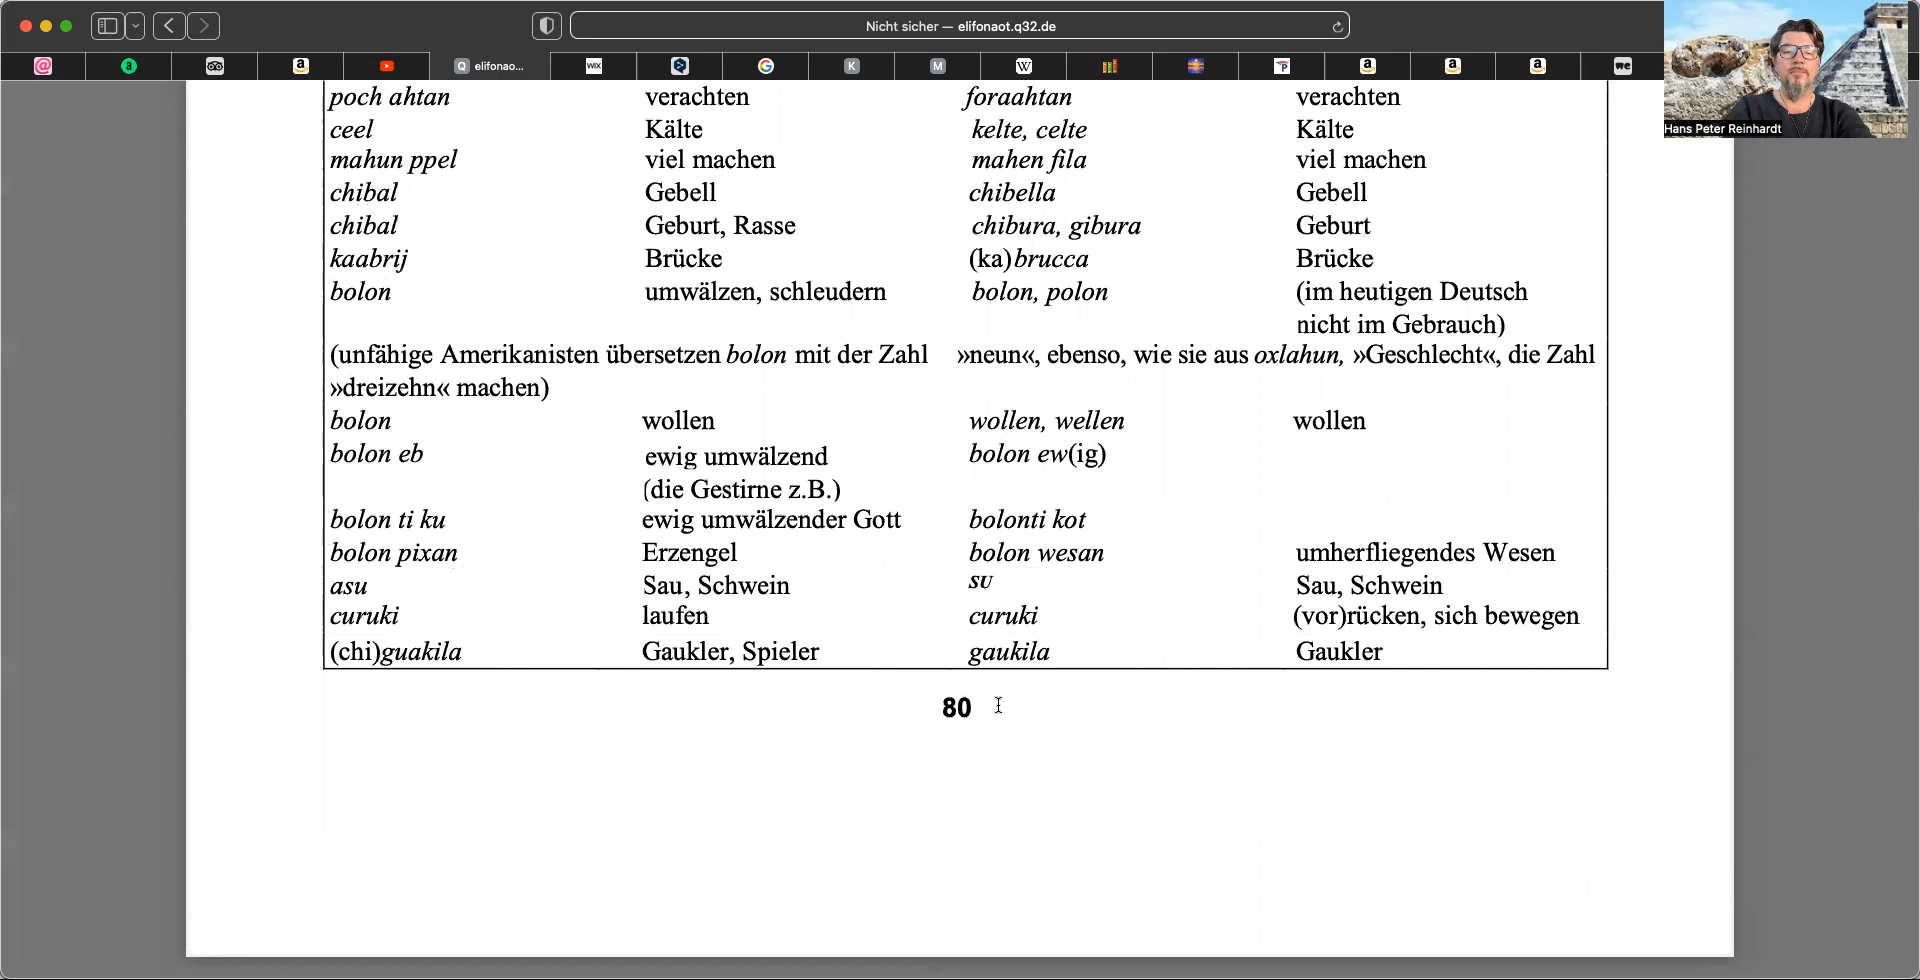 Nicht sicher — elifonaot.q32.de
elifonao...
WIX
K
M
W
we
Hans Peter Reinhardt
poch ahtan verachten foraahtan verachten
ceel Kälte kelte, celte Kälte
mahun ppel viel machen mahen fila viel machen
chibal Gebell chibella Gebell
chibal Geburt, Rasse chibura, gibura Geburt
kaabrij Brücke (ka)brucca Brücke
bolon umwälzen, schleudern bolon, polon (im heutigen Deutsch
nicht im Gebrauch)
(unfähige Amerikanisten übersetzen bolon mit der Zahl »neun«, ebenso, wie sie aus oxlahun, »Geschlecht«, die Zahl
»dreizehn« machen)
bolon wollen wollen, wellen wollen
bolon eb ewig umwälzend bolon ew(ig)
(die Gestirne z.B.)
bolon ti ku ewig umwälzender Gott bolonti kot
bolon pixan Erzengel bolon wesan umherfliegendes Wesen
asu Sau, Schwein su Sau, Schwein
curuki laufen curuki (vor)rücken, sich bewegen
(chi)guakila Gaukler, Spieler gaukila Gaukler
80